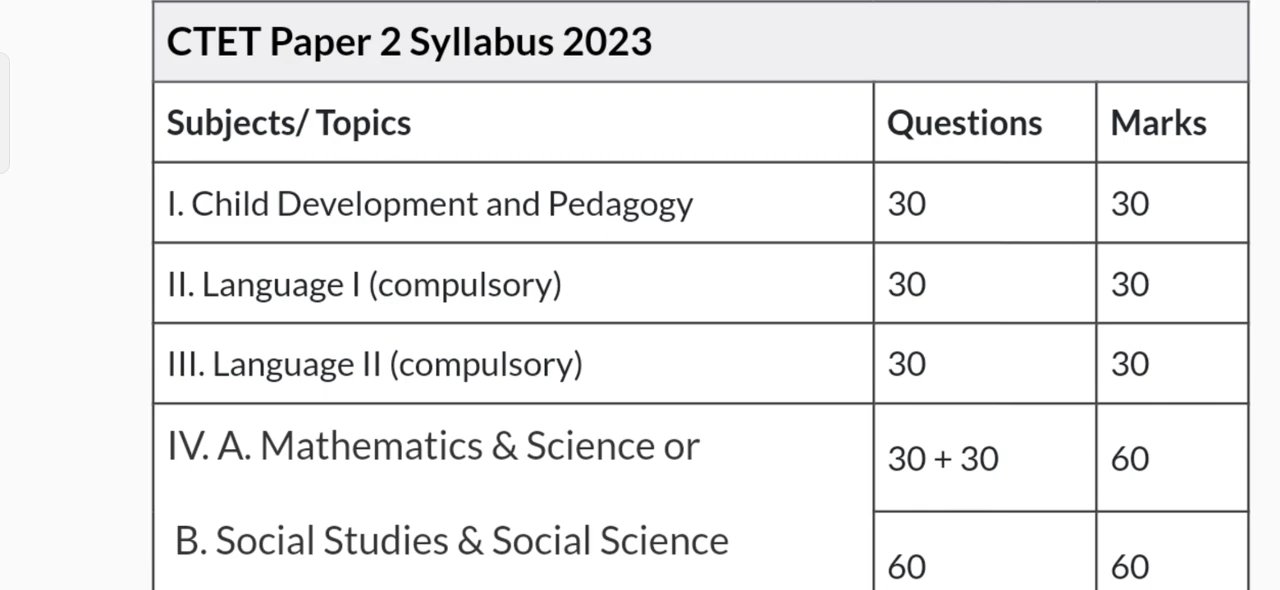 CTET Paper 2 Syllabus 2023
Subjects/ Topics Questions Marks
I. Child Development and Pedagogy 30 30
II. Language I (compulsory) 30 30
III. Language II (compulsory) 30 30
IV. A. Mathematics & Science or 30 + 30 60
B. Social Studies & Social Science 60 60